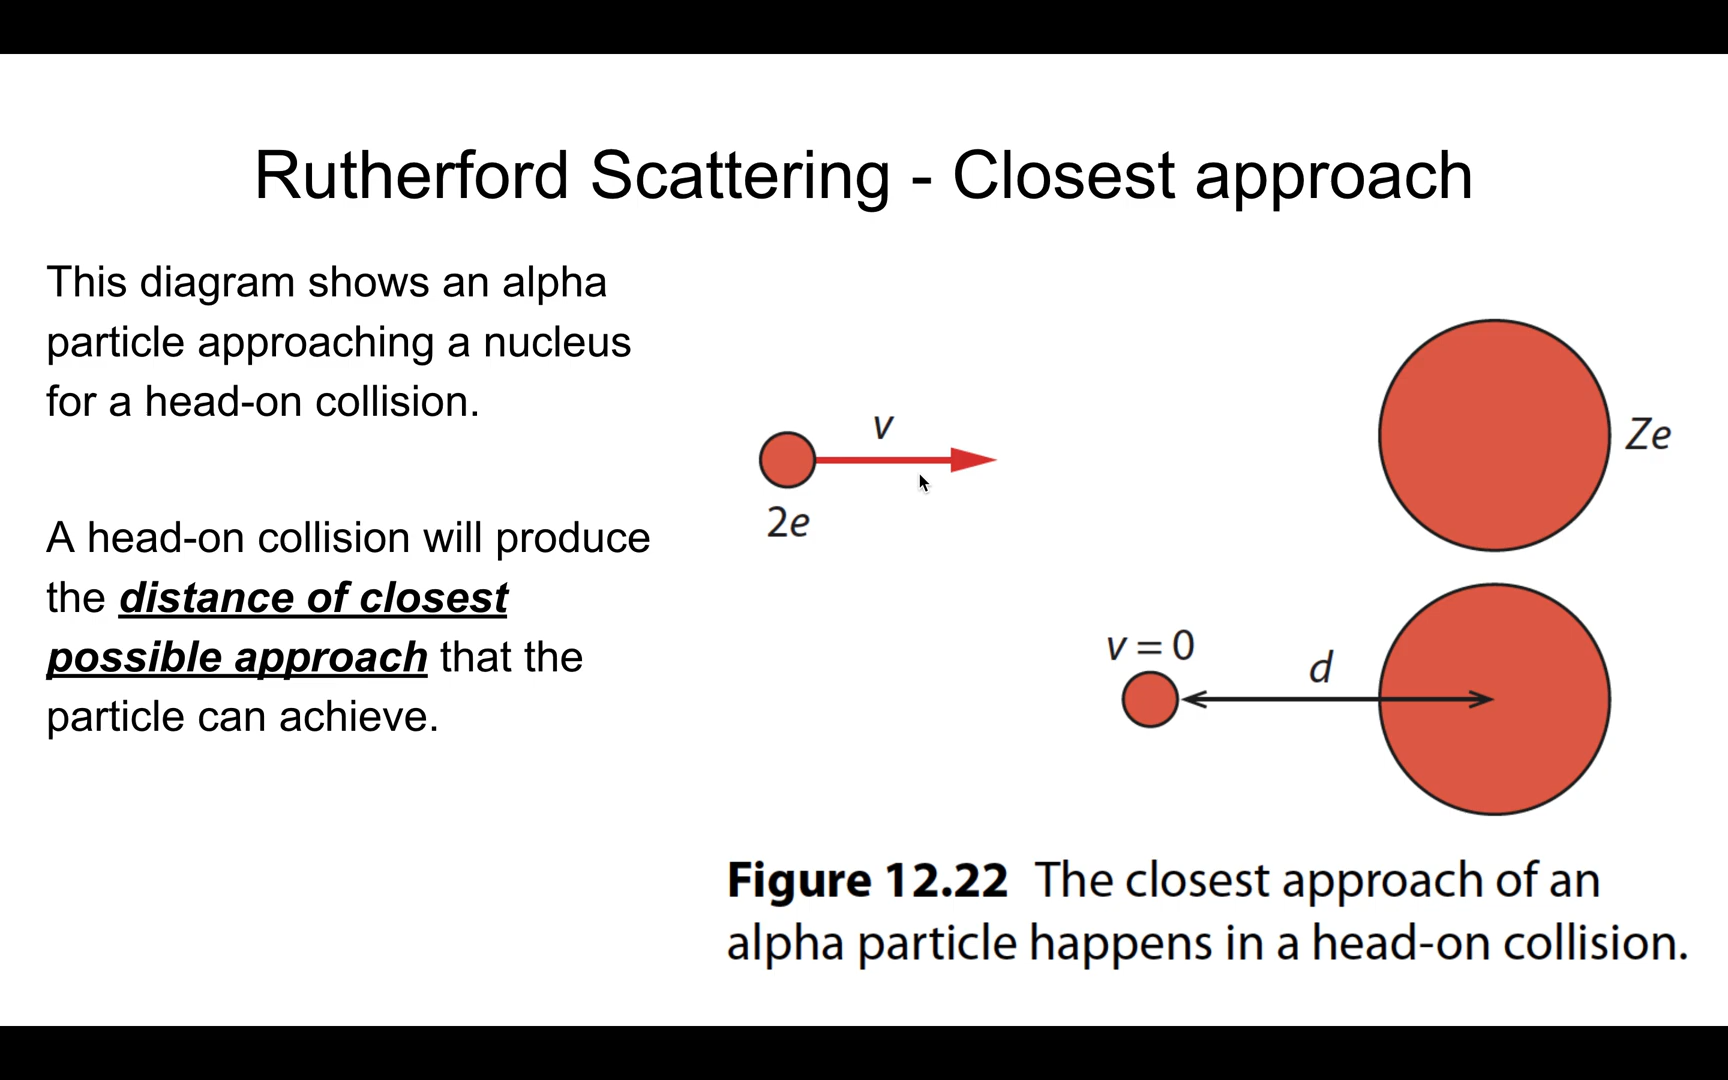 Rutherford Scattering - Closest approach
This diagram shows an alpha
particle approaching a nucleus
for a head-on collision.
A head-on collision will produce
the distance of closest
possible approach that the
particle can achieve.
v
2e
Ze
v = 0
d
Figure 12.22 The closest approach of an
alpha particle happens in a head-on collision.